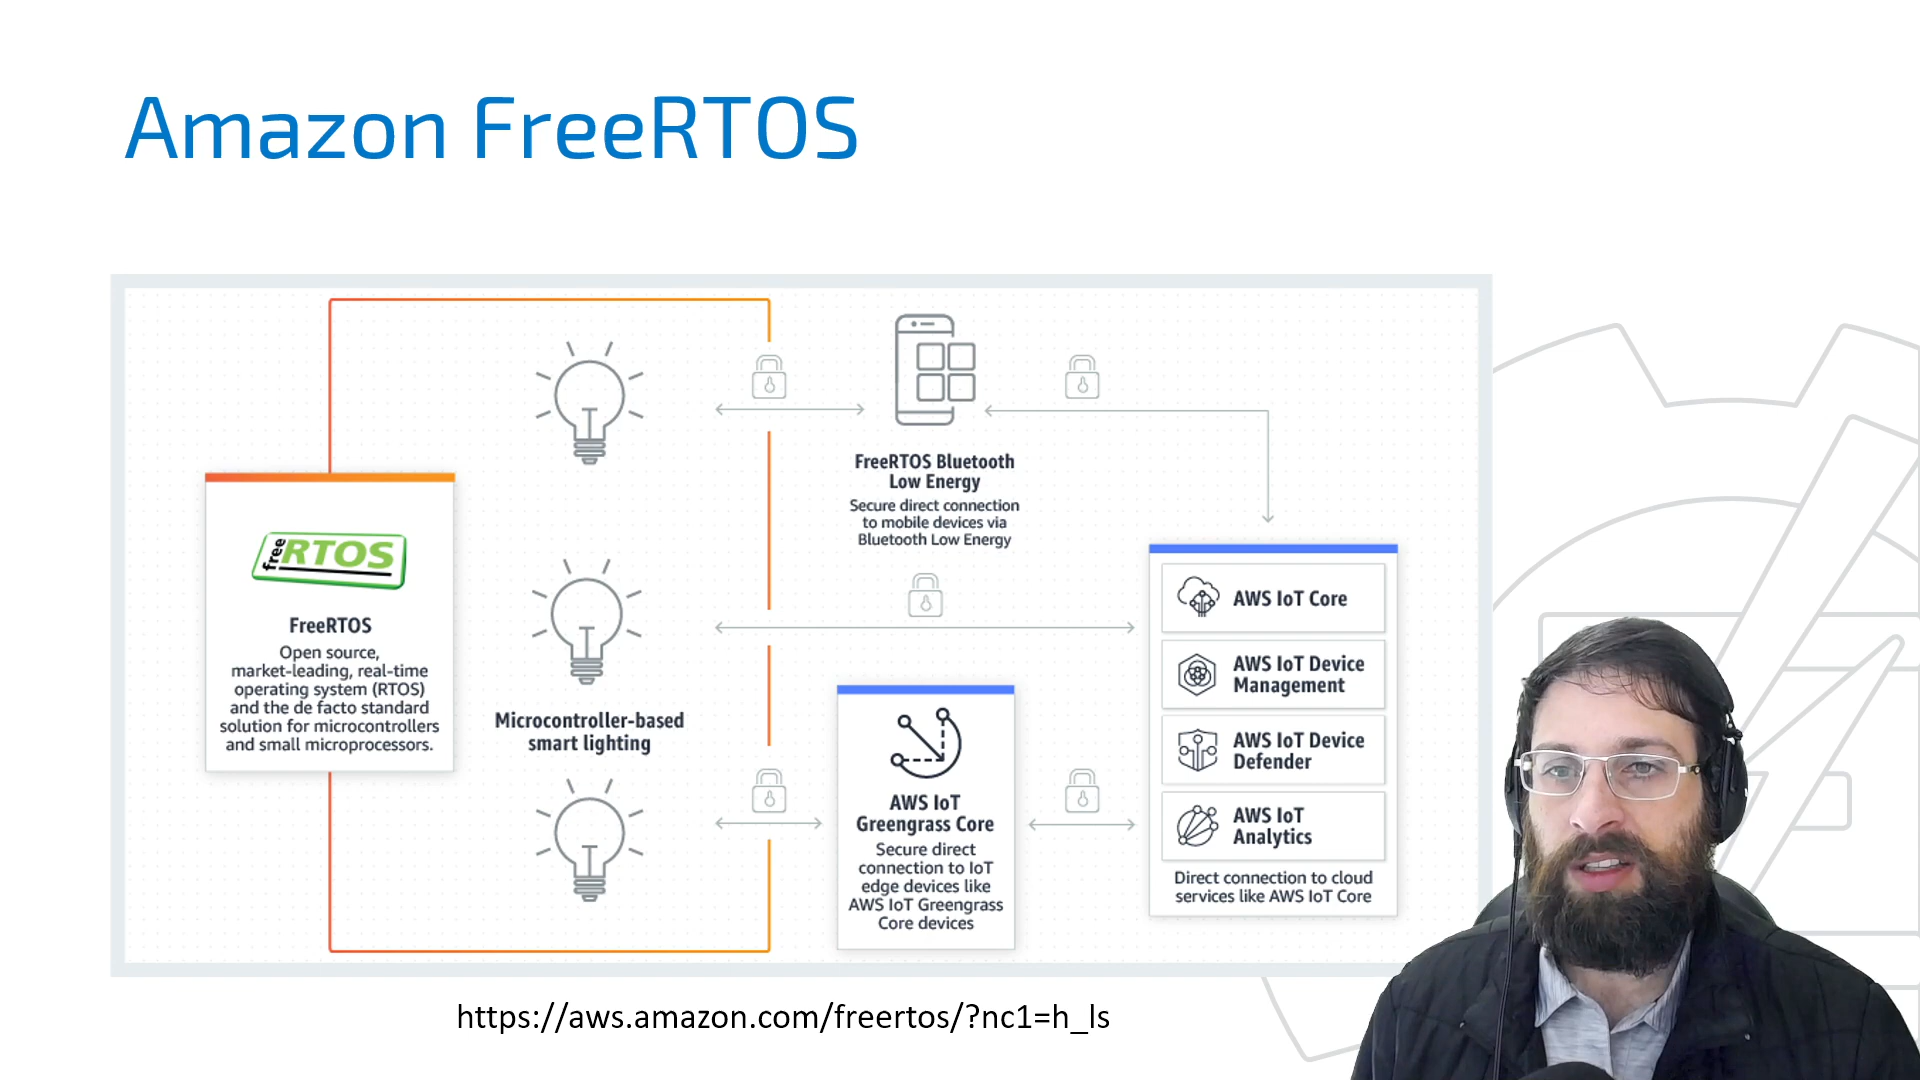 Amazon FreeRTOS
free RTOS
FreeRTOS
Open source,
market-leading, real-time
operating system (RTOS)
and the de facto standard
solution for microcontrollers
and small microprocessors.
Microcontroller-based
smart lighting
FreeRTOS Bluetooth
Low Energy
Secure direct connection
to mobile devices via
Bluetooth Low Energy
AWS IoT
Greengrass Core
Secure direct
connection to IoT
edge devices like
AWS IoT Greengrass
Core devices
AWS IoT Core
AWS IoT Device
Management
AWS IoT Device
Defender
AWS IoT
Analytics
Direct connection to cloud
services like AWS IoT Core
https://aws.amazon.com/freertos/?nc1=h_ls